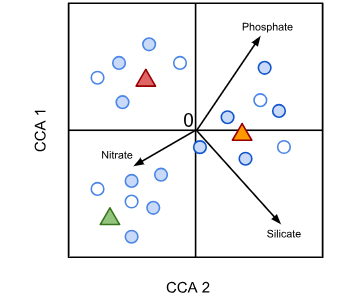 Phosphate
0
CCA 1
Nitrate
Silicate
CCA 2